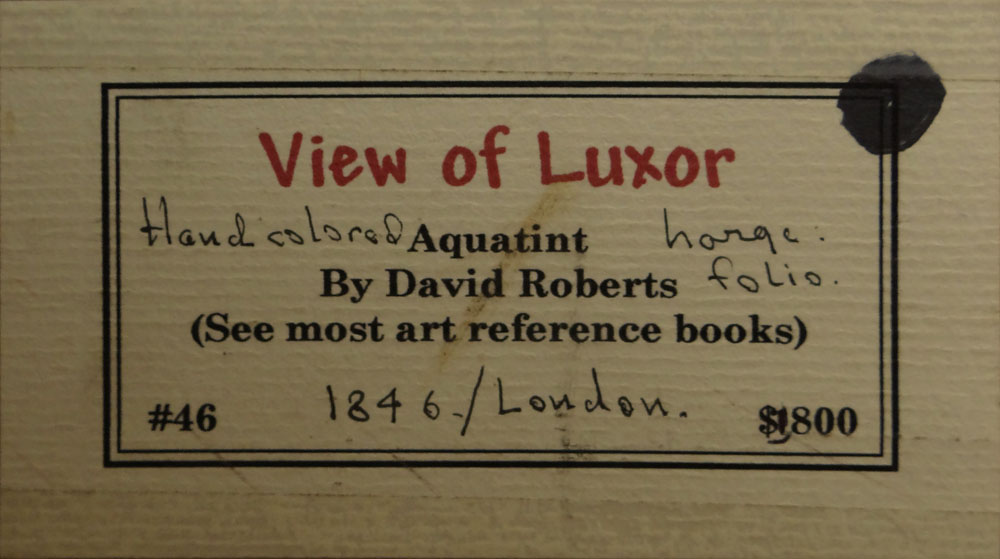 View of Luxor
Hand colored Aquatint large:
By David Roberts folio.
(See most art reference books)
#46 1846./London. $1800